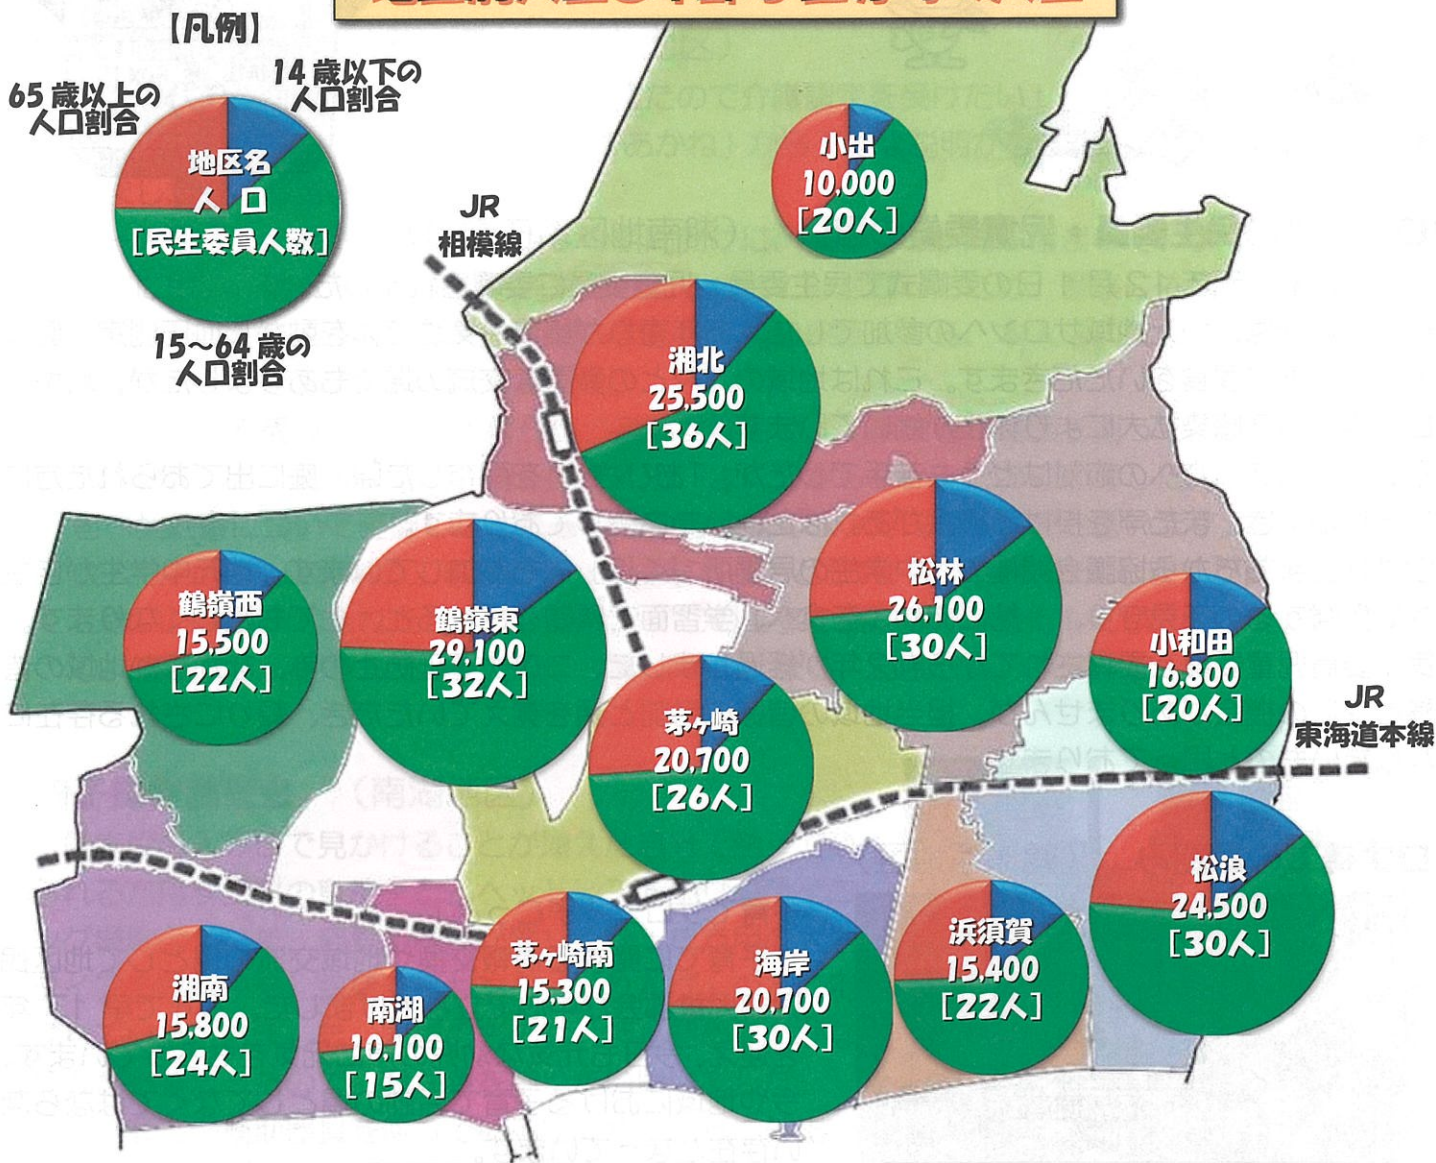 【凡例】
14歳以下の
人口割合
65歳以上の
人口割合
地区名
人口
[民生委員人数]
15～64歳の
人口割合
JR
相模線
小出
10,000
[20人]
湘北
25,500
[36人]
松林
26,100
[30人]
鶴嶺西
15,500
[22人]
鶴嶺東
29,100
[32人]
小和田
16,800
[20人]
茅ヶ崎
20,700
[26人]
JR
東海道本線
松浪
24,500
[30人]
浜須賀
15,400
[22人]
海岸
20,700
[30人]
茅ヶ崎南
15,300
[21人]
南湖
10,100
[15人]
湘南
15,800
[24人]